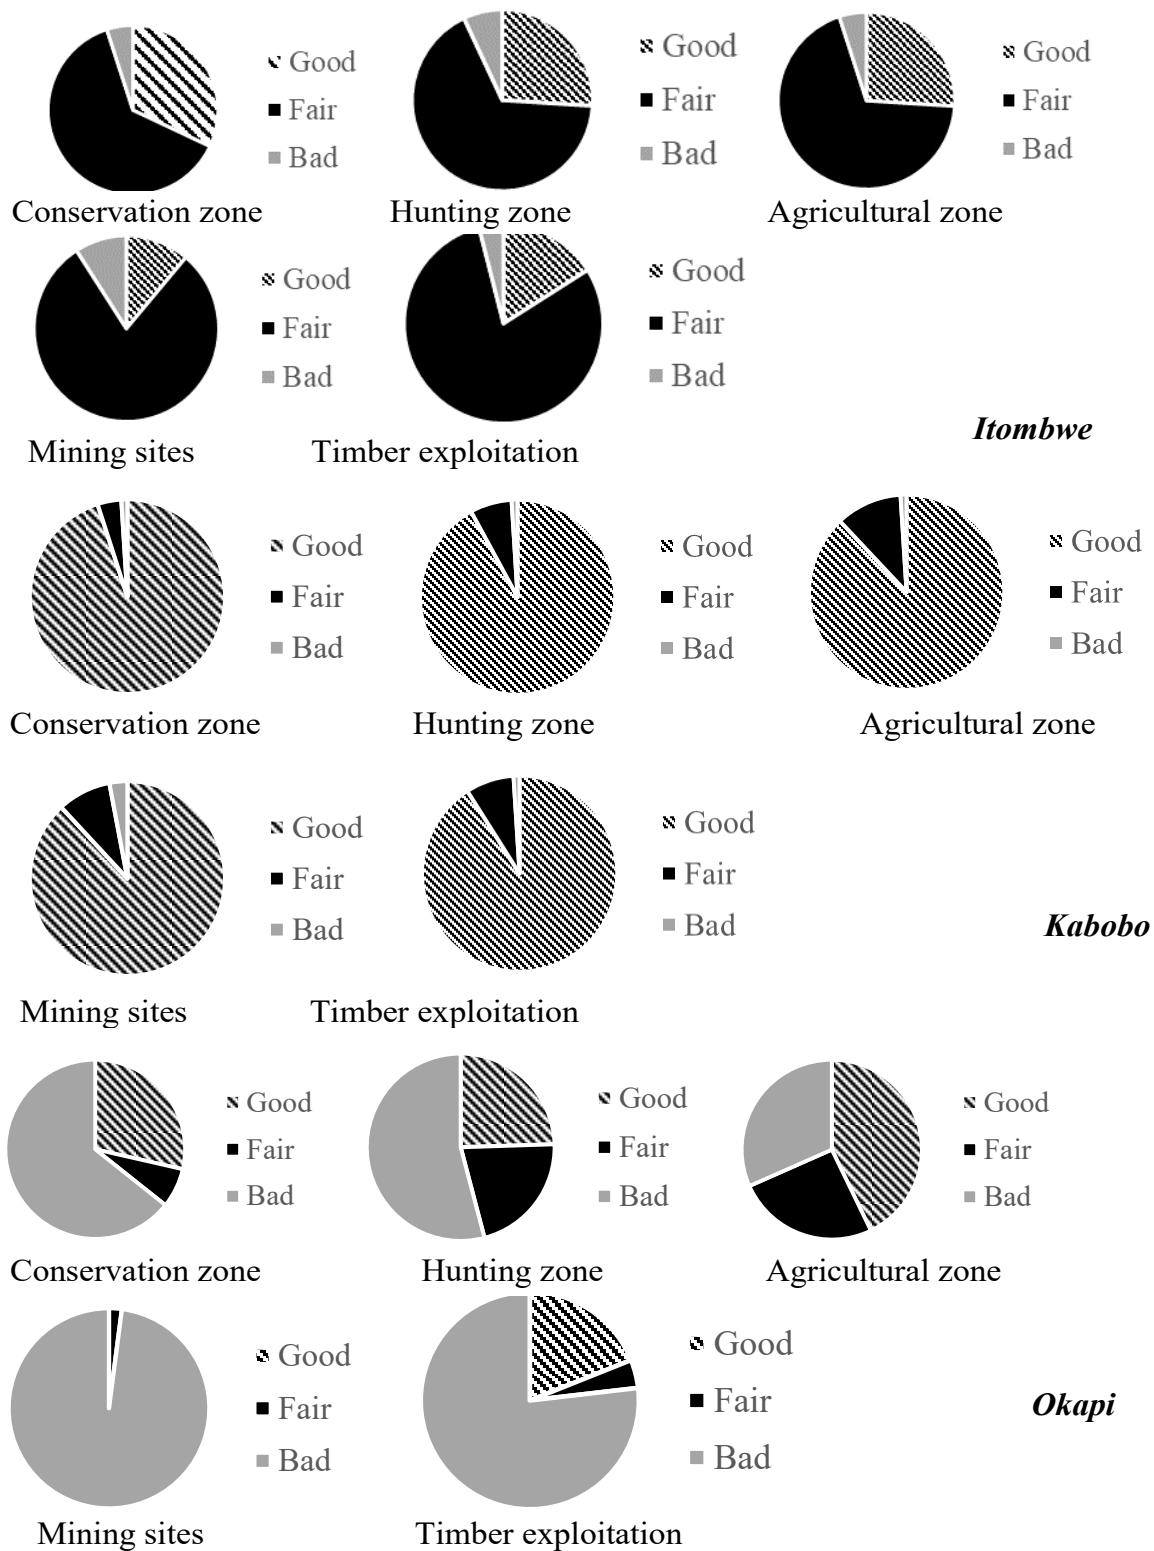 Good
Fair
Bad
Conservation zone
Good
Fair
Bad
Hunting zone
Good
Fair
Bad
Agricultural zone
Good
Fair
Bad
Mining sites
Good
Fair
Bad
Timber exploitation
Itombwe
Good
Fair
Bad
Conservation zone
Good
Fair
Bad
Hunting zone
Good
Fair
Bad
Agricultural zone
Good
Fair
Bad
Mining sites
Good
Fair
Bad
Timber exploitation
Kabobo
Good
Fair
Bad
Conservation zone
Good
Fair
Bad
Hunting zone
Good
Fair
Bad
Agricultural zone
Good
Fair
Bad
Mining sites
Good
Fair
Bad
Timber exploitation
Okapi